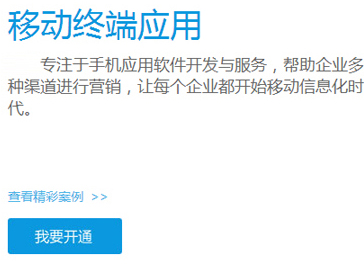 移动终端应用
专注于手机应用软件开发与服务，帮助企业多
种渠道进行营销，让每个企业都开始移动信息化时
代。
查看精彩案例 >>
我要开通